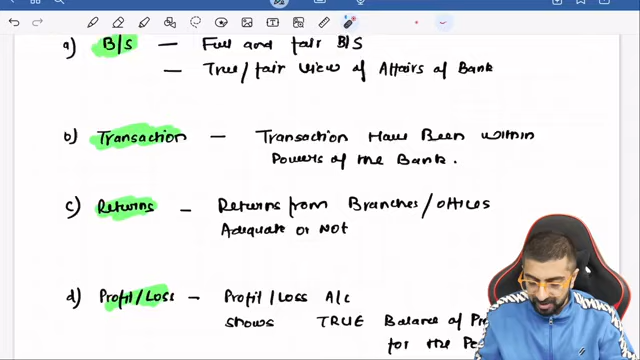 a) B/S — Full and fair B/S
— True/fair view of Affairs of Bank
b) Transaction — Transaction Have Been within
Powers of the Bank.
c) Returns — Returns from Branches/offices
Adequate or Not
d) Profit/Loss — Profit/Loss A/c
shows TRUE Balance of
for the